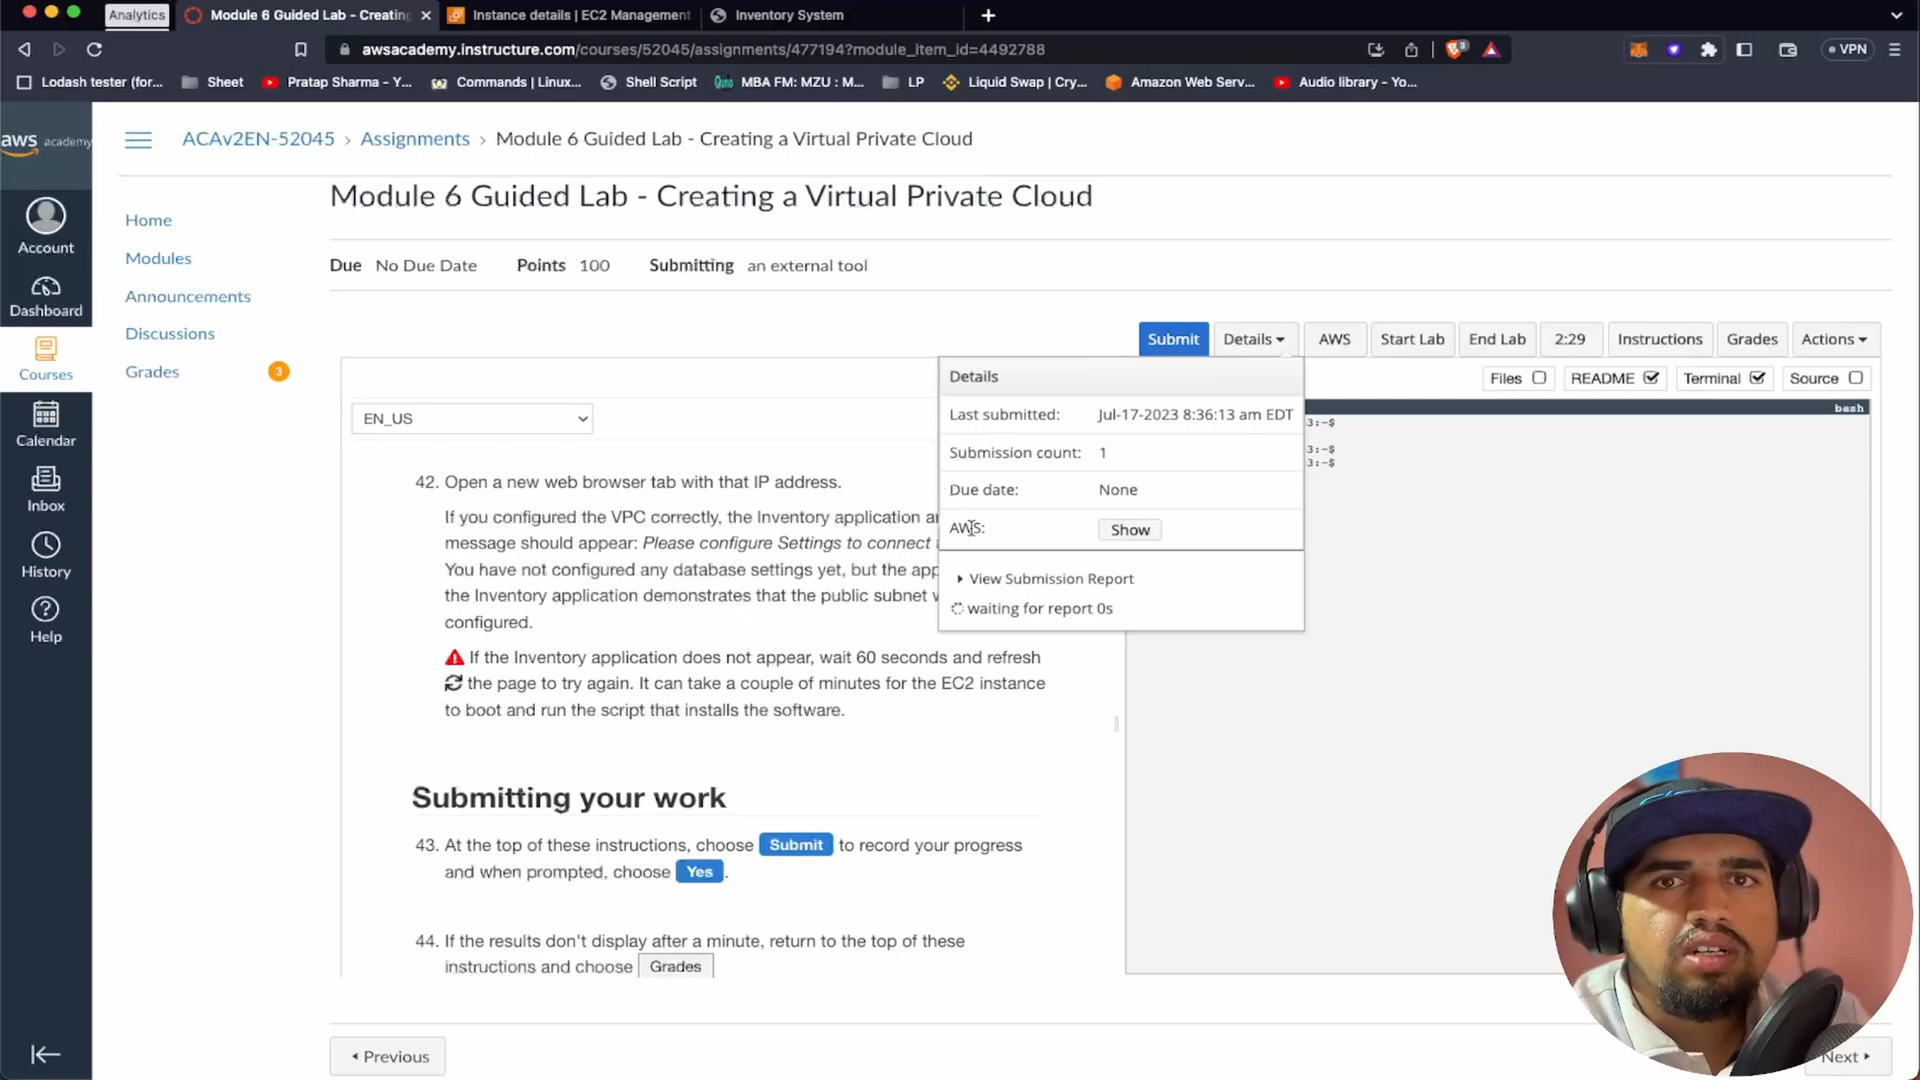 Analytics
Module 6 Guided Lab - Creating
Instance details | EC2 Management
Inventory System
awsacademy.instructure.com/courses/52045/assignments/477194?module_item_id=4492788
VPN
Lodash tester (for...
Sheet
Pratap Sharma - Y...
Commands | Linux...
Shell Script
MBA FM: MZU : M...
LP
Liquid Swap | Cry...
Amazon Web Serv...
Audio library - Yo...
aws academy
ACAv2EN-52045 › Assignments › Module 6 Guided Lab - Creating a Virtual Private Cloud
Account
Dashboard
Courses
Calendar
Inbox
History
Help
Home
Modules
Announcements
Discussions
Grades 3
Module 6 Guided Lab - Creating a Virtual Private Cloud
Due No Due Date Points 100 Submitting an external tool
Submit Details AWS Start Lab End Lab 2:29 Instructions Grades Actions
Files README Terminal Source
EN_US
Details
Last submitted: Jul-17-2023 8:36:13 am EDT
Submission count: 1
Due date: None
AWS: Show
View Submission Report
waiting for report 0s
bash
3:~$
3:~$
3:~$
42. Open a new web browser tab with that IP address.
If you configured the VPC correctly, the Inventory application
message should appear: Please configure Settings to connect
You have not configured any database settings yet, but the
the Inventory application demonstrates that the public subnet
configured.
If the Inventory application does not appear, wait 60 seconds and refresh
the page to try again. It can take a couple of minutes for the EC2 instance
to boot and run the script that installs the software.
Submitting your work
43. At the top of these instructions, choose Submit to record your progress
and when prompted, choose Yes.
44. If the results don't display after a minute, return to the top of these
instructions and choose Grades
Previous
Next